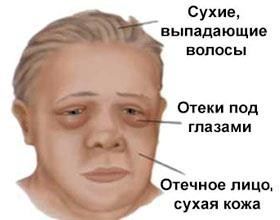 Сухие,
выпадающие
волосы
Отеки под
глазами
Отечное лицо,
сухая кожа